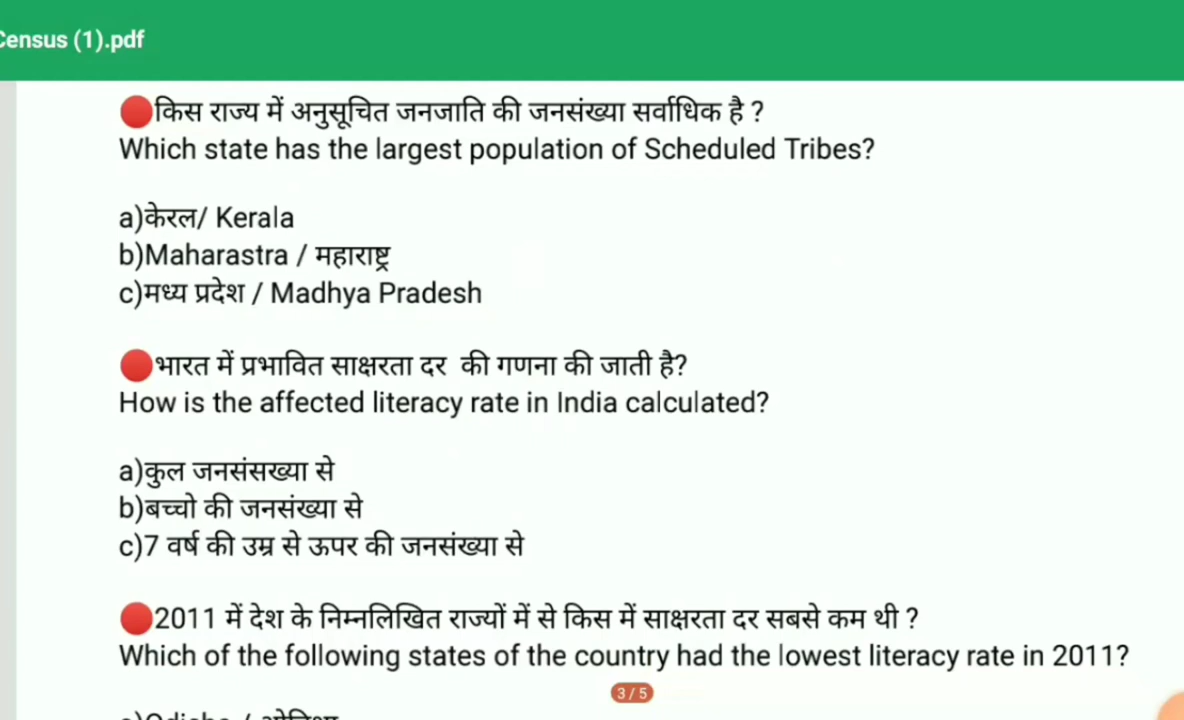 Census (1).pdf
किस राज्य में अनुसूचित जनजाति की जनसंख्या सर्वाधिक है ?
Which state has the largest population of Scheduled Tribes?
a)केरल/ Kerala
b)Maharastra / महाराष्ट्र
c)मध्य प्रदेश / Madhya Pradesh
भारत में प्रभावित साक्षरता दर की गणना की जाती है?
How is the affected literacy rate in India calculated?
a)कुल जनसंसख्या से
b)बच्चो की जनसंख्या से
c)7 वर्ष की उम्र से ऊपर की जनसंख्या से
2011 में देश के निम्नलिखित राज्यों में से किस में साक्षरता दर सबसे कम थी ?
Which of the following states of the country had the lowest literacy rate in 2011?
3 / 5
a)Odisha / ओडिशा